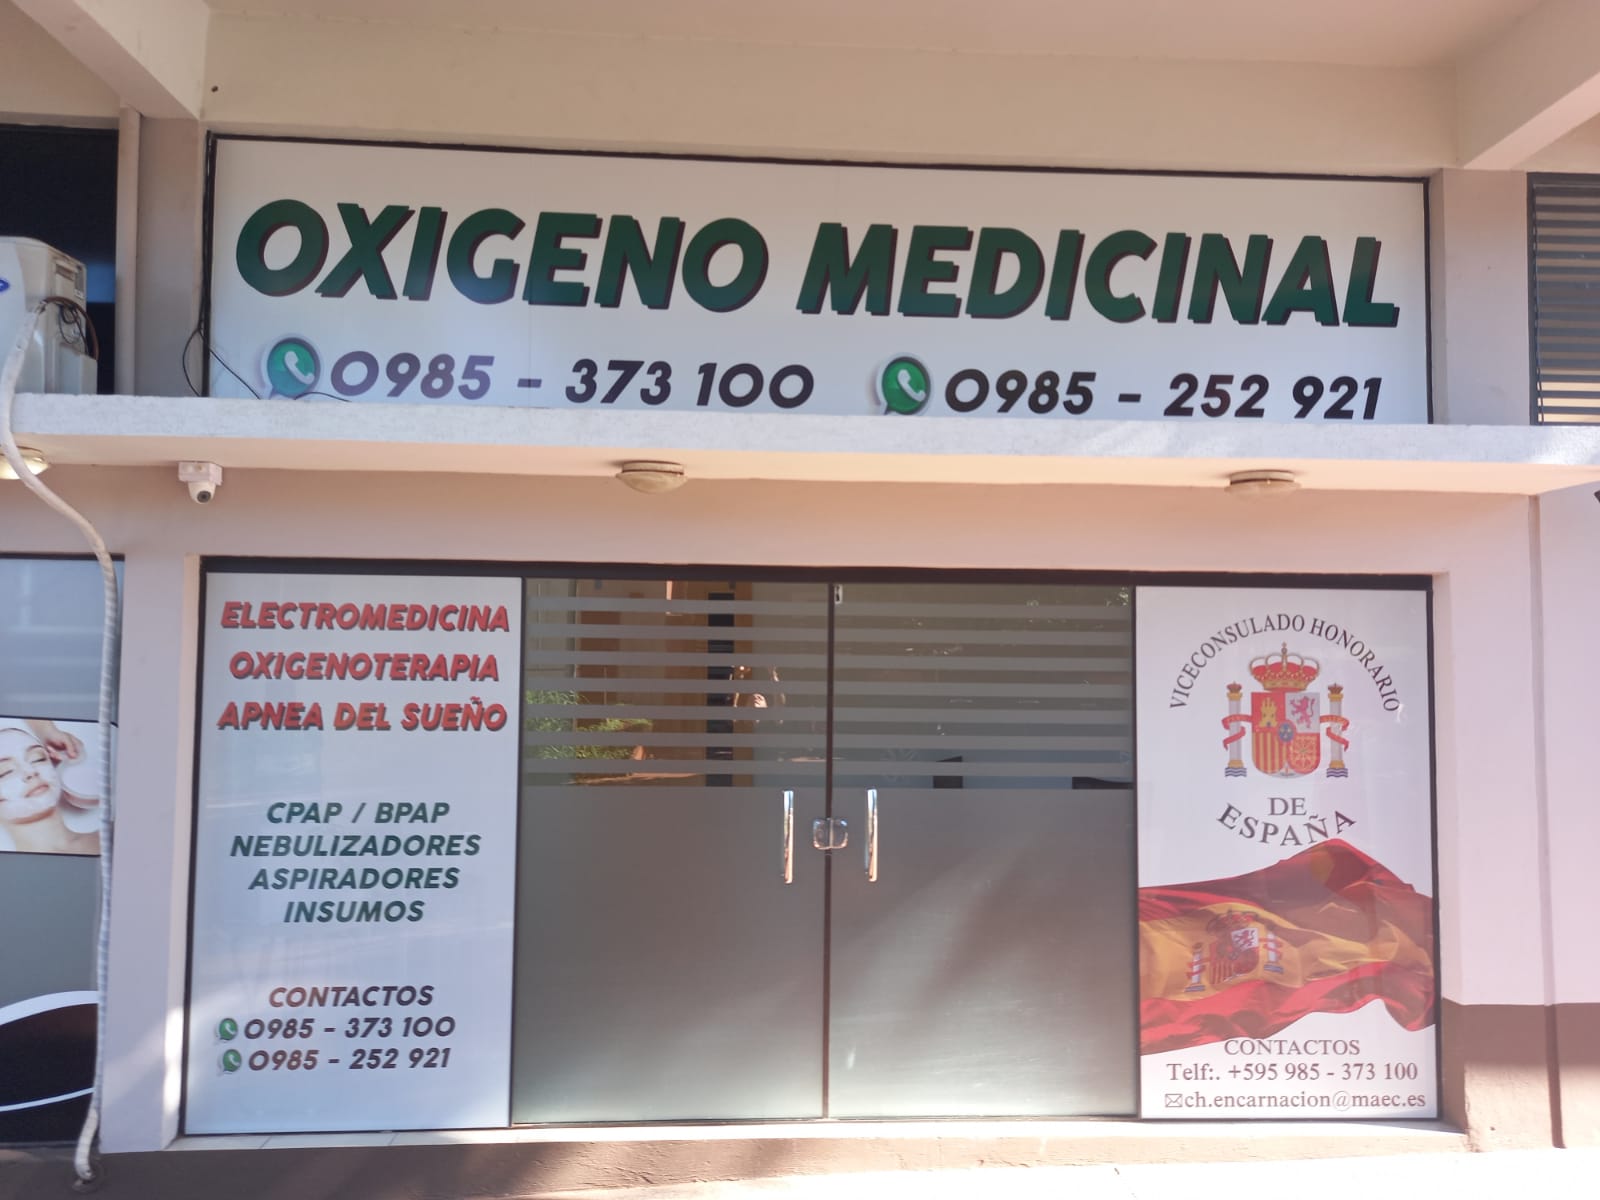 OXIGENO MEDICINAL
0985 - 373 100
0985 - 252 921
ELECTROMEDICINA
OXIGENOTERAPIA
APNEA DEL SUEÑO
CPAP / BPAP
NEBULIZADORES
ASPIRADORES
INSUMOS
CONTACTOS
0985 - 373 100
0985 - 252 921
VICECONSULADO HONORARIO
DE
ESPAÑA
CONTACTOS
Telf:. +595 985 - 373 100
ch.encarnacion@maec.es